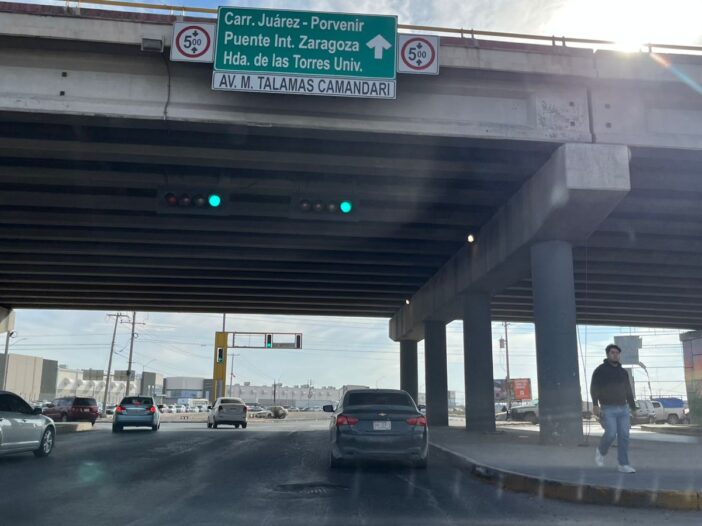 5.00
Carr. Juárez - Porvenir
Puente Int. Zaragoza
Hda. de las Torres Univ.
AV. M. TALAMAS CAMANDARI
5.00